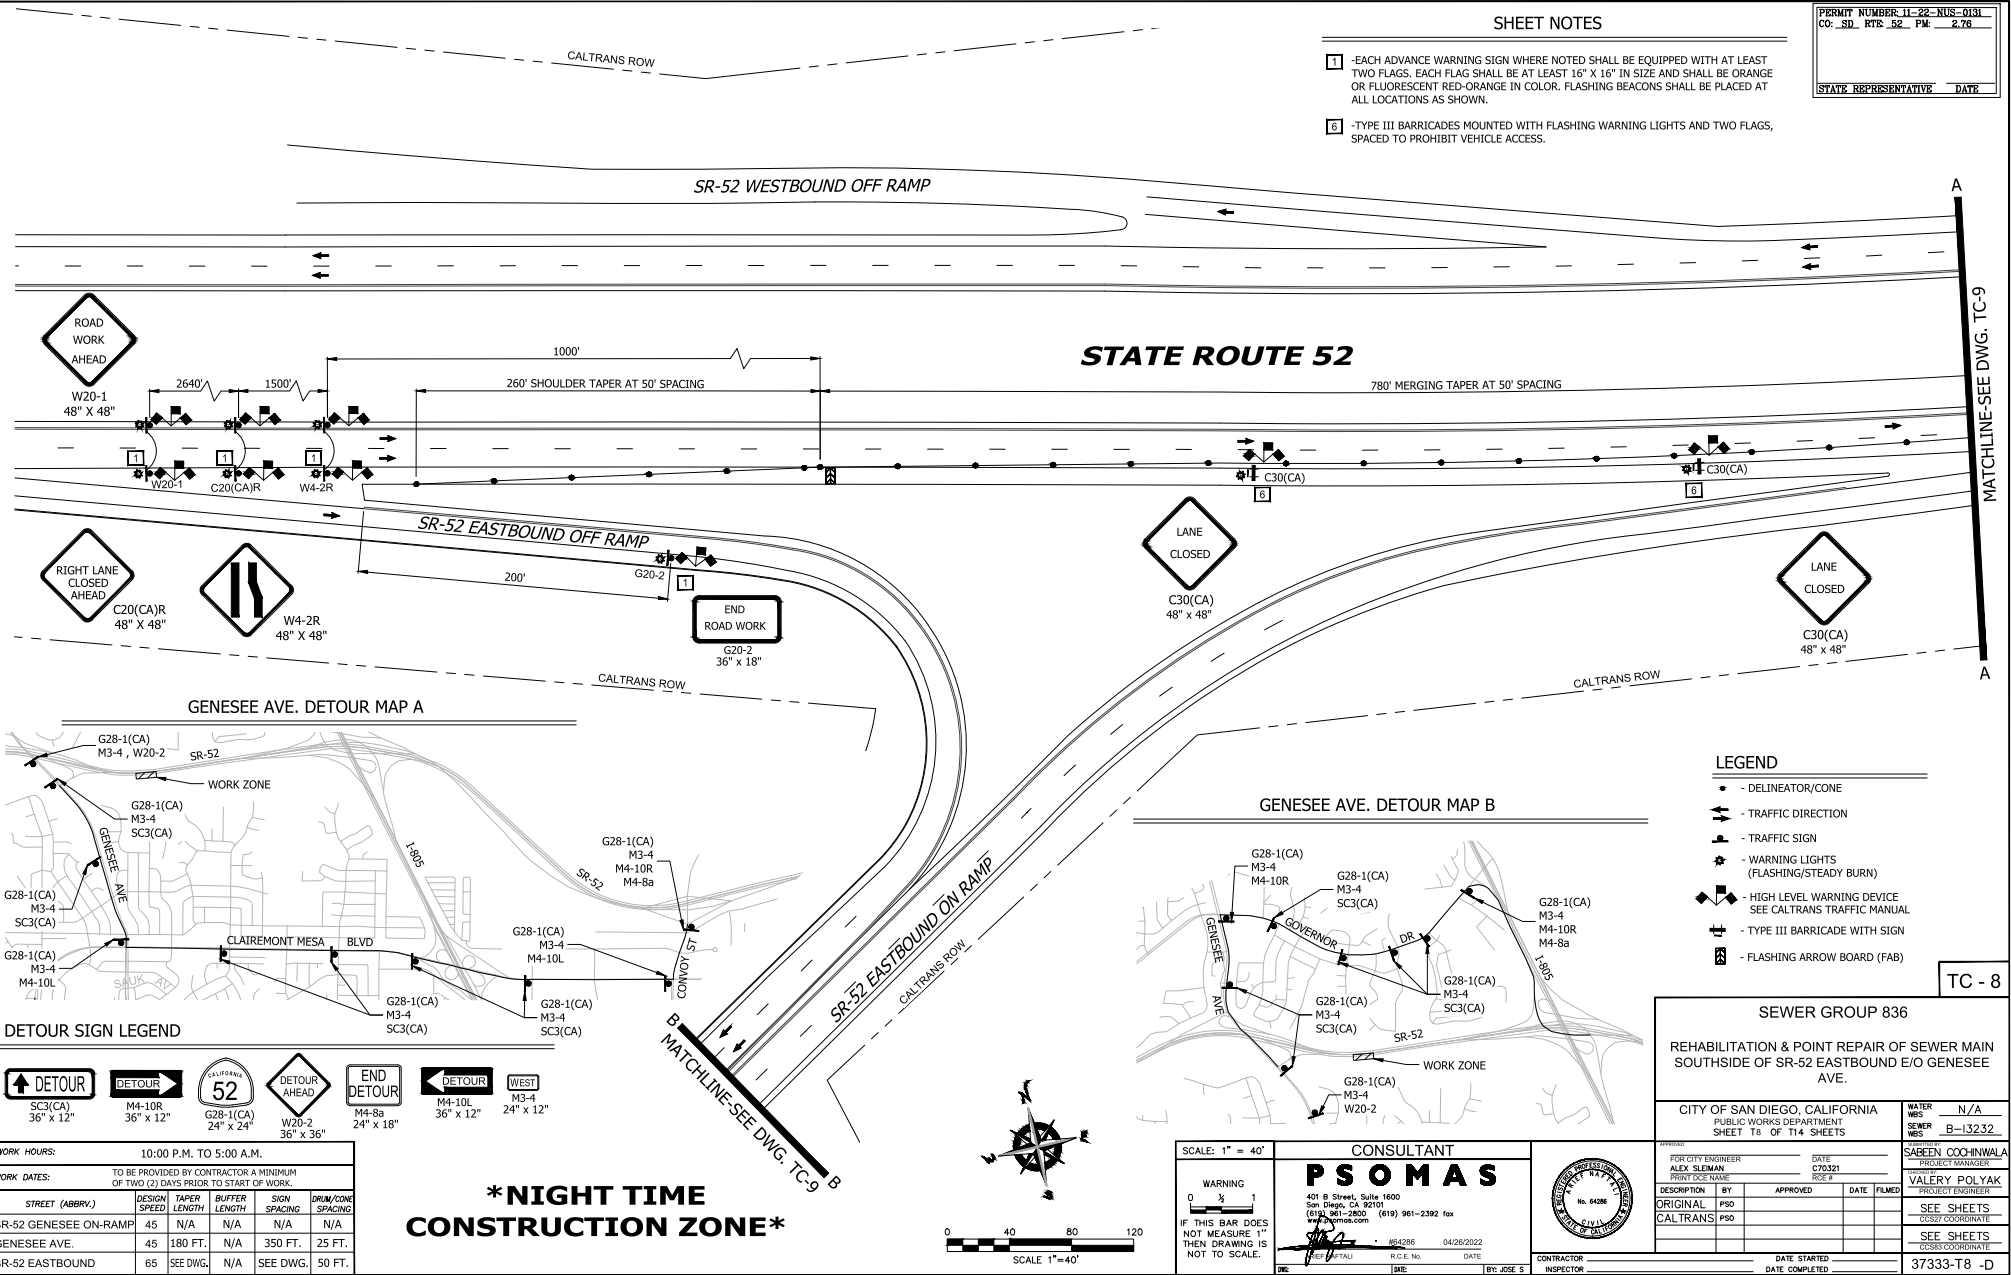 SHEET NOTES
1 -EACH ADVANCE WARNING SIGN WHERE NOTED SHALL BE EQUIPPED WITH AT LEAST
TWO FLAGS. EACH FLAG SHALL BE AT LEAST 16" X 16" IN SIZE AND SHALL BE ORANGE
OR FLUORESCENT RED-ORANGE IN COLOR. FLASHING BEACONS SHALL BE PLACED AT
ALL LOCATIONS AS SHOWN.
6 -TYPE III BARRICADES MOUNTED WITH FLASHING WARNING LIGHTS AND TWO FLAGS,
SPACED TO PROHIBIT VEHICLE ACCESS.
PERMIT NUMBER: 11-22-NUS-0131
CO: SD RTE: 52 PM: 2.76
STATE REPRESENTATIVE DATE
CALTRANS ROW
SR-52 WESTBOUND OFF RAMP
A
MATCHLINE-SEE DWG. TC-9
A
STATE ROUTE 52
ROAD
WORK
AHEAD
W20-1
48" X 48"
2640'
1500'
1000'
260' SHOULDER TAPER AT 50' SPACING
780' MERGING TAPER AT 50' SPACING
1
1
1
W20-1
C20(CA)R
W4-2R
C30(CA)
6
C30(CA)
6
SR-52 EASTBOUND OFF RAMP
200'
G20-2
1
END
ROAD WORK
G20-2
36" x 18"
RIGHT LANE
CLOSED
AHEAD
C20(CA)R
48" X 48"
W4-2R
48" X 48"
LANE
CLOSED
C30(CA)
48" x 48"
LANE
CLOSED
C30(CA)
48" x 48"
CALTRANS ROW
CALTRANS ROW
GENESEE AVE. DETOUR MAP A
G28-1(CA)
M3-4 , W20-2
SR-52
WORK ZONE
G28-1(CA)
M3-4
SC3(CA)
GENESEE AVE
G28-1(CA)
M3-4
SC3(CA)
G28-1(CA)
M3-4
M4-10L
CLAIREMONT MESA BLVD
SAUK AV
I-805
SR-52
G28-1(CA)
M3-4
M4-10R
M4-8a
G28-1(CA)
M3-4
M4-10L
G28-1(CA)
M3-4
SC3(CA)
G28-1(CA)
M3-4
SC3(CA)
CONVOY ST
SR-52 EASTBOUND ON RAMP
CALTRANS ROW
B
MATCHLINE-SEE DWG. TC-9
B
GENESEE AVE. DETOUR MAP B
G28-1(CA)
M3-4
M4-10R
G28-1(CA)
M3-4
SC3(CA)
GENESEE AVE
GOVERNOR DR
G28-1(CA)
M3-4
M4-10R
M4-8a
I-805
G28-1(CA)
M3-4
SC3(CA)
G28-1(CA)
M3-4
SC3(CA)
SR-52
WORK ZONE
G28-1(CA)
M3-4
W20-2
LEGEND
- DELINEATOR/CONE
- TRAFFIC DIRECTION
- TRAFFIC SIGN
- WARNING LIGHTS
(FLASHING/STEADY BURN)
- HIGH LEVEL WARNING DEVICE
SEE CALTRANS TRAFFIC MANUAL
- TYPE III BARRICADE WITH SIGN
- FLASHING ARROW BOARD (FAB)
DETOUR SIGN LEGEND
DETOUR
SC3(CA)
36" x 12"
DETOUR
M4-10R
36" x 12"
CALIFORNIA
52
G28-1(CA)
24" x 24"
DETOUR
AHEAD
W20-2
36" x 36"
END
DETOUR
M4-8a
24" x 18"
DETOUR
M4-10L
36" x 12"
WEST
M3-4
24" x 12"
WORK HOURS: 10:00 P.M. TO 5:00 A.M.
WORK DATES: TO BE PROVIDED BY CONTRACTOR A MINIMUM
OF TWO (2) DAYS PRIOR TO START OF WORK.
STREET (ABBRV.) DESIGN SPEED TAPER LENGTH BUFFER LENGTH SIGN SPACING DRUM/CONE SPACING
SR-52 GENESEE ON-RAMP 45 N/A N/A N/A N/A
GENESEE AVE. 45 180 FT. N/A 350 FT. 25 FT.
SR-52 EASTBOUND 65 SEE DWG. N/A SEE DWG. 50 FT.
*NIGHT TIME
CONSTRUCTION ZONE*
N
E
S
W
0 40 80 120
SCALE 1"=40'
SCALE: 1" = 40'
WARNING
0 ½ 1
IF THIS BAR DOES
NOT MEASURE 1"
THEN DRAWING IS
NOT TO SCALE.
CONSULTANT
PSOMAS
401 B Street, Suite 1600
San Diego, CA 92101
(619) 961-2800 (619) 961-2392 fax
www.psomas.com
#64286 04/26/2022
R.C.E. No. DATE
DWG: DATE: BY: JOSE S
REGISTERED PROFESSIONAL ENGINEER
ARIEF NAFTALI
No. 64286
CIVIL
STATE OF CALIFORNIA
TC - 8
SEWER GROUP 836
REHABILITATION & POINT REPAIR OF SEWER MAIN
SOUTHSIDE OF SR-52 EASTBOUND E/O GENESEE
AVE.
CITY OF SAN DIEGO, CALIFORNIA
PUBLIC WORKS DEPARTMENT
SHEET T8 OF T14 SHEETS
WATER WBS N/A
SEWER WBS B-13232
APPROVED:
FOR CITY ENGINEER DATE
ALEX SLEIMAN C70321
PRINT DCE NAME RCE #
SUBMITTED BY:
SABEEN COCHINWALA
PROJECT MANAGER
CHECKED BY:
VALERY POLYAK
PROJECT ENGINEER
DESCRIPTION BY APPROVED DATE FILMED
ORIGINAL PSO
CALTRANS PSO
SEE SHEETS
CCS27 COORDINATE
SEE SHEETS
CCS83 COORDINATE
CONTRACTOR DATE STARTED
INSPECTOR DATE COMPLETED
37333-T8 -D